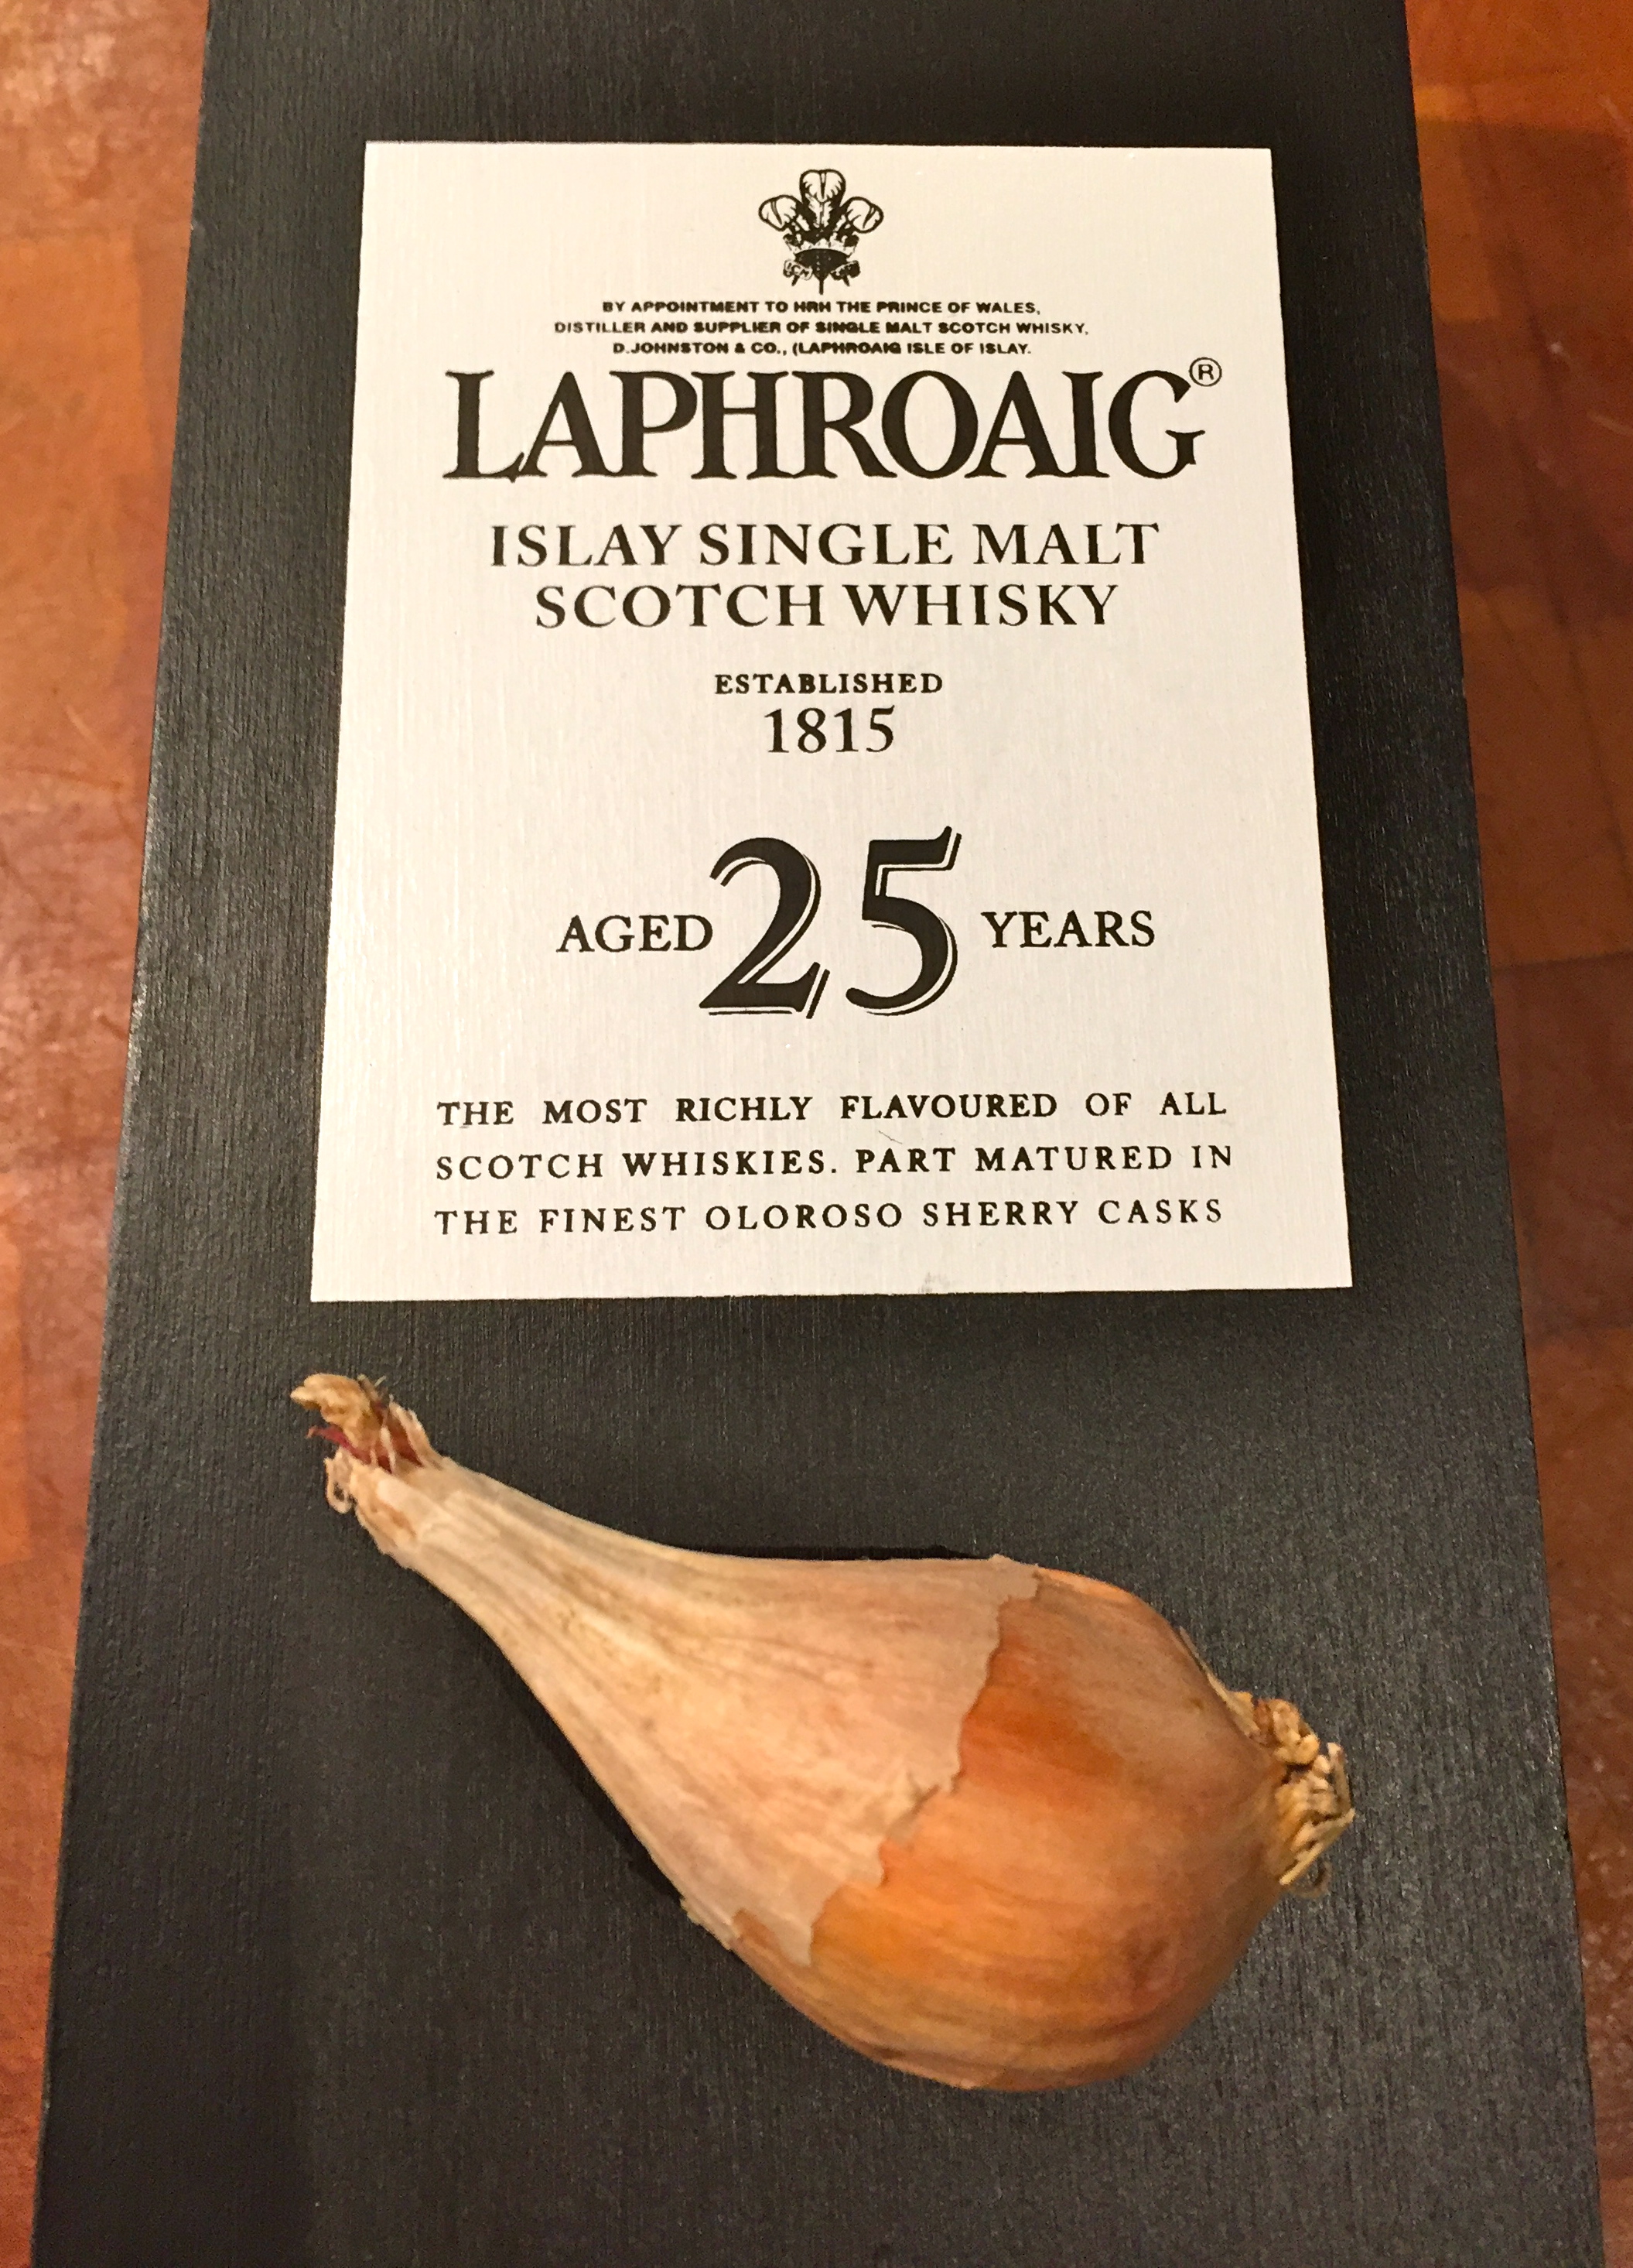 BY APPOINTMENT TO HRH THE PRINCE OF WALES,
DISTILLER AND SUPPLIER OF SINGLE MALT SCOTCH WHISKY,
D.JOHNSTON & CO., (LAPHROAIG ISLE OF ISLAY.
LAPHROAIG®
ISLAY SINGLE MALT
SCOTCH WHISKY
ESTABLISHED
1815
AGED 25 YEARS
THE MOST RICHLY FLAVOURED OF ALL
SCOTCH WHISKIES. PART MATURED IN
THE FINEST OLOROSO SHERRY CASKS